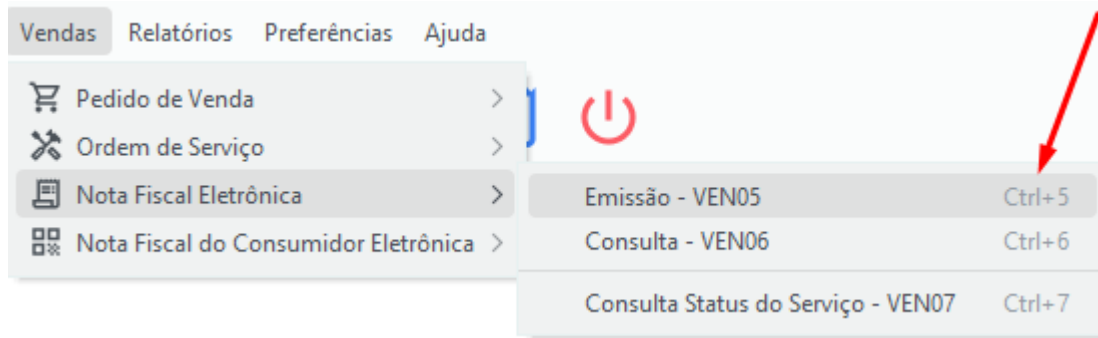 Vendas Relatórios Preferências Ajuda
Pedido de Venda
Ordem de Serviço
Nota Fiscal Eletrônica
Nota Fiscal do Consumidor Eletrônica
Emissão - VEN05 Ctrl+5
Consulta - VEN06 Ctrl+6
Consulta Status do Serviço - VEN07 Ctrl+7